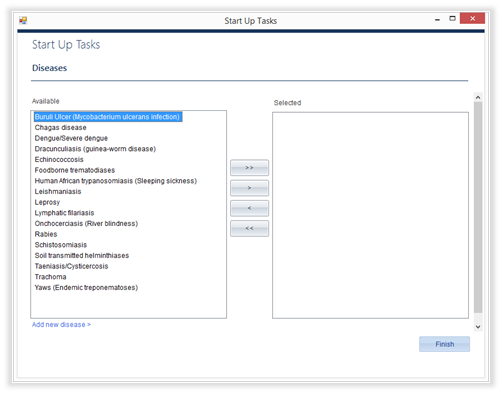 Start Up Tasks
Start Up Tasks
Diseases
Available
Selected
Buruli Ulcer (Mycobacterium ulcerans infection)
Chagas disease
Dengue/Severe dengue
Dracunculiasis (guinea-worm disease)
Echinococcosis
Foodborne trematodiases
Human African trypanosomiasis (Sleeping sickness)
Leishmaniasis
Leprosy
Lymphatic filariasis
Onchocerciasis (River blindness)
Rabies
Schistosomiasis
Soil transmitted helminthiases
Taeniasis/Cysticercosis
Trachoma
Yaws (Endemic treponematoses)
>>
>
<
<<
Add new disease >
Finish